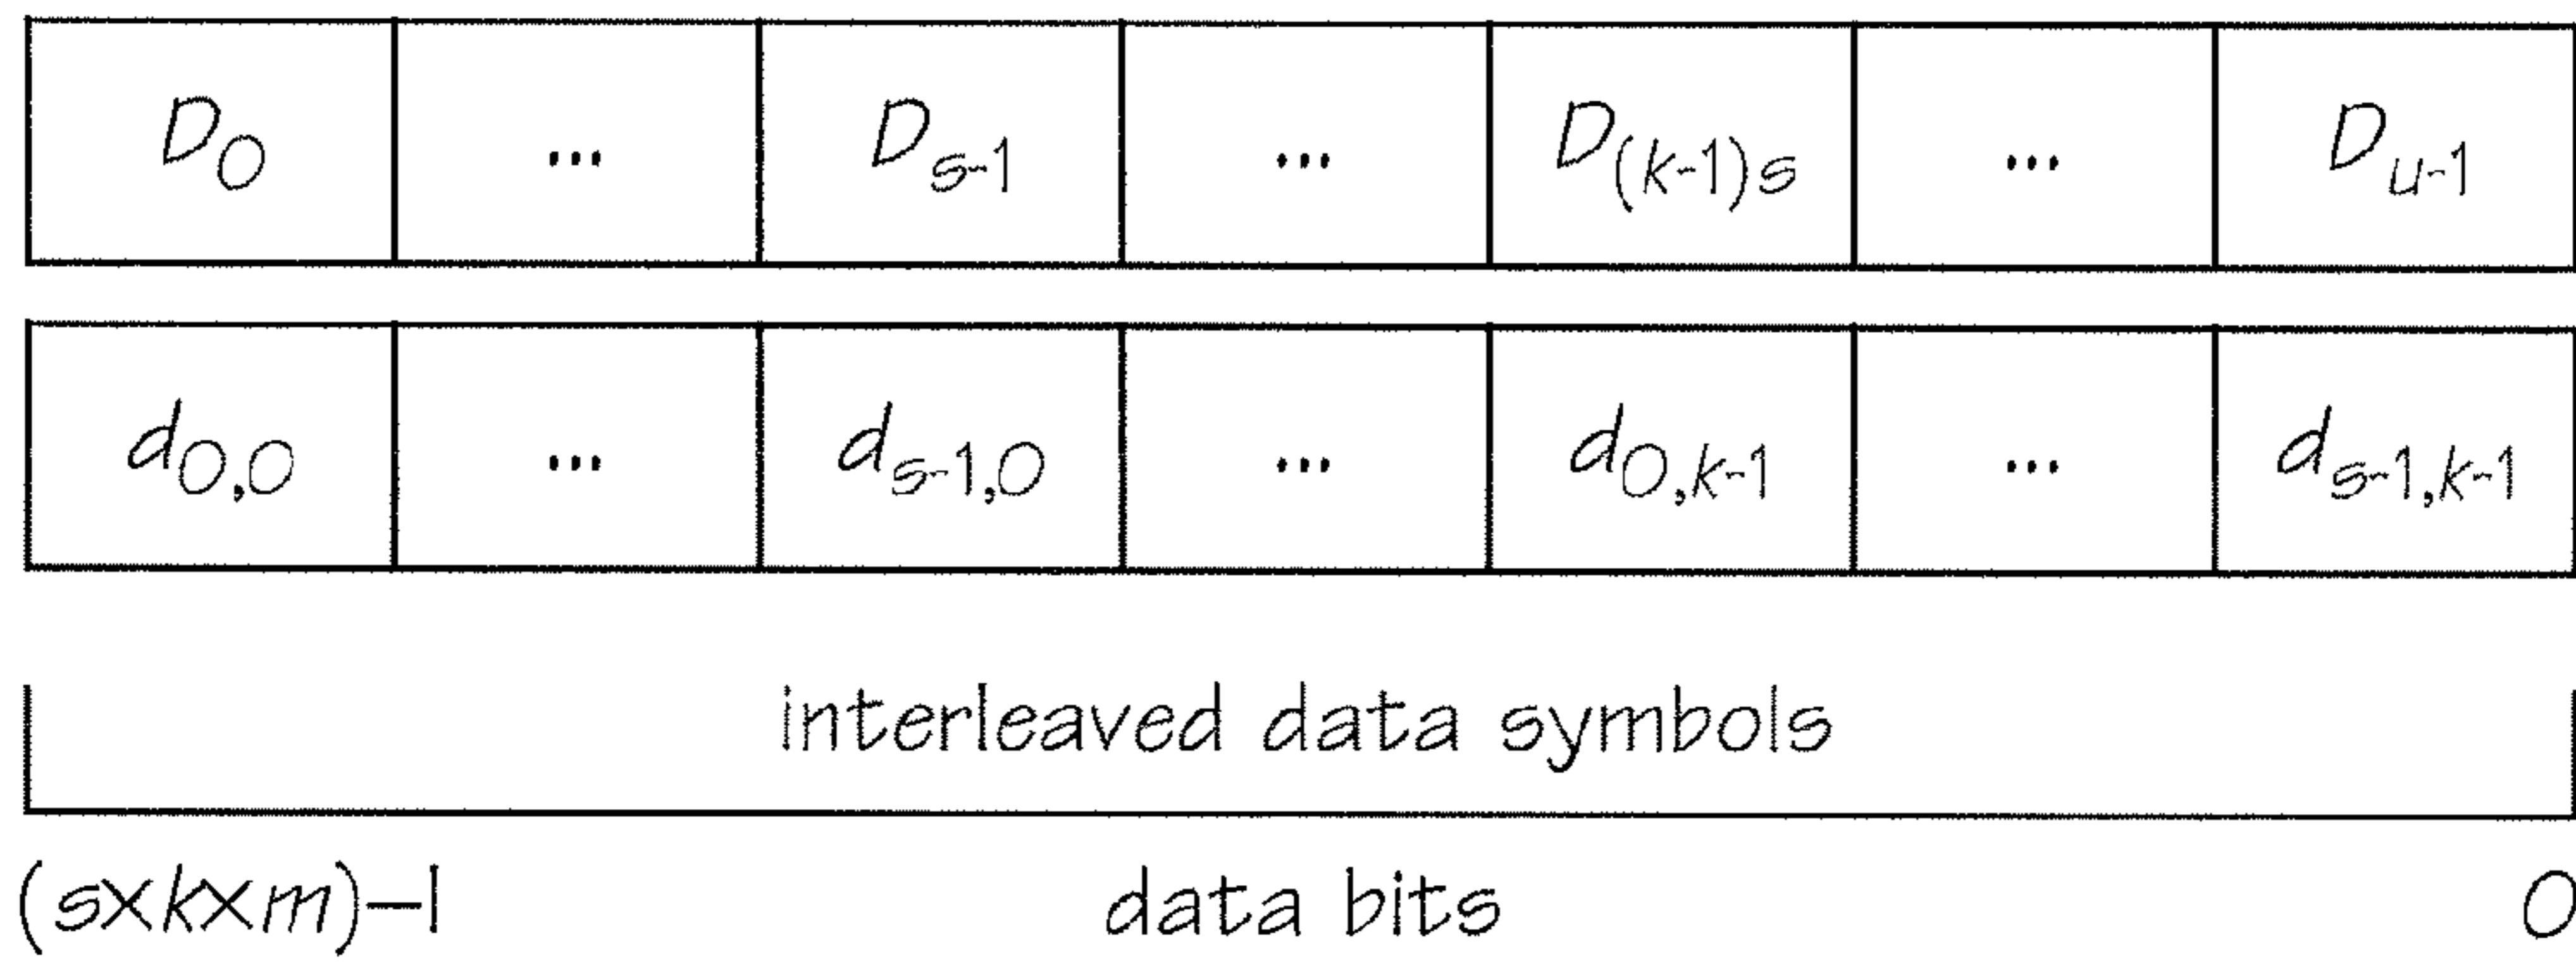 D0 ... Ds-1 ... D(k-1)s ... Du-1
d0,0 ... ds-1,0 ... d0,k-1 ... ds-1,k-1
interleaved data symbols
(s×k×m)−1 data bits 0